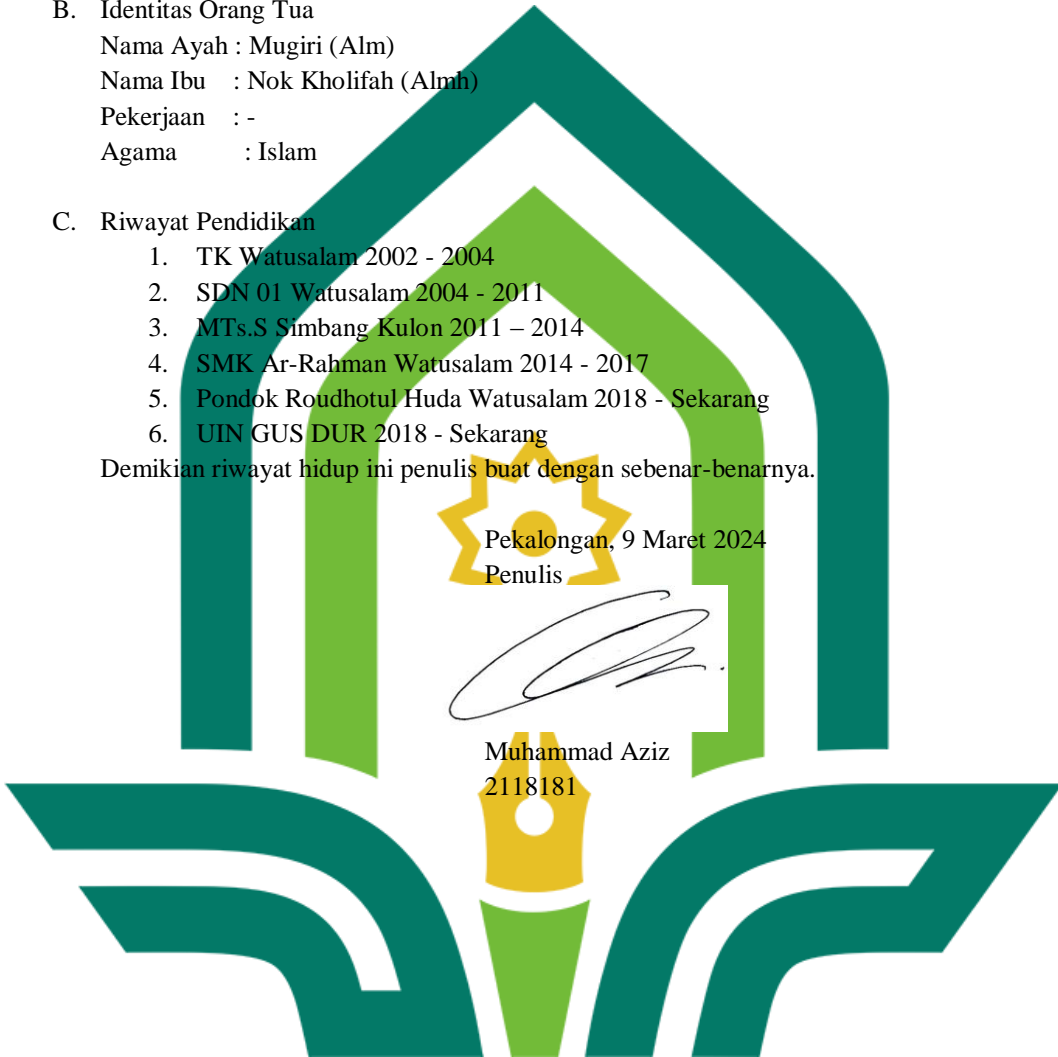 B. Identitas Orang Tua
Nama Ayah : Mugiri (Alm)
Nama Ibu : Nok Kholifah (Almh)
Pekerjaan : -
Agama : Islam
C. Riwayat Pendidikan
1. TK Watusalam 2002 - 2004
2. SDN 01 Watusalam 2004 - 2011
3. MTs.S Simbang Kulon 2011 – 2014
4. SMK Ar-Rahman Watusalam 2014 - 2017
5. Pondok Roudhotul Huda Watusalam 2018 - Sekarang
6. UIN GUS DUR 2018 - Sekarang
Demikian riwayat hidup ini penulis buat dengan sebenar-benarnya.
Pekalongan, 9 Maret 2024
Penulis
Muhammad Aziz
2118181